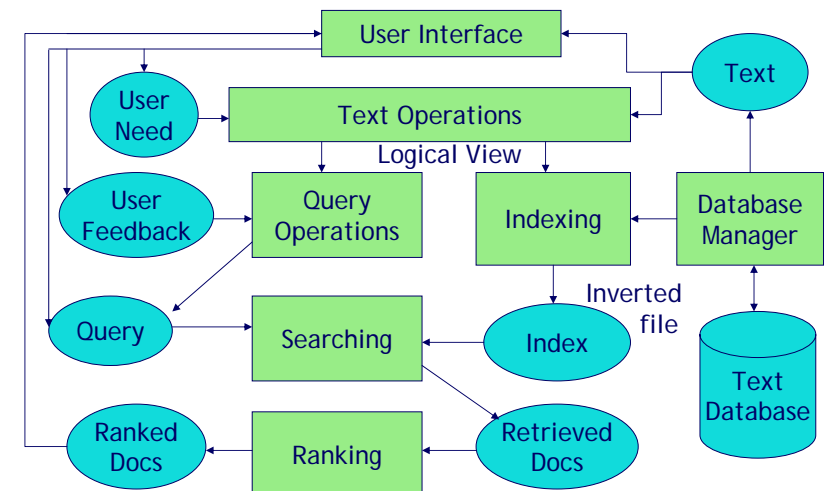 User Interface
Text
User
Need
Text Operations
Logical View
User
Feedback
Query
Operations
Indexing
Database
Manager
Inverted
file
Query
Searching
Index
Text
Database
Ranked
Docs
Ranking
Retrieved
Docs